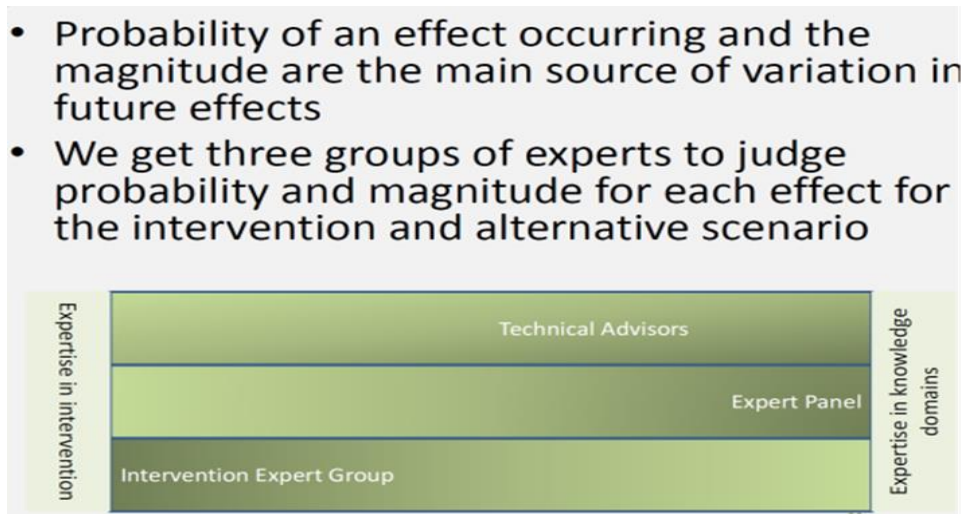 • Probability of an effect occurring and the
magnitude are the main source of variation in
future effects
• We get three groups of experts to judge
probability and magnitude for each effect for
the intervention and alternative scenario
Expertise in intervention
Technical Advisors
Expert Panel
Intervention Expert Group
Expertise in knowledge
domains